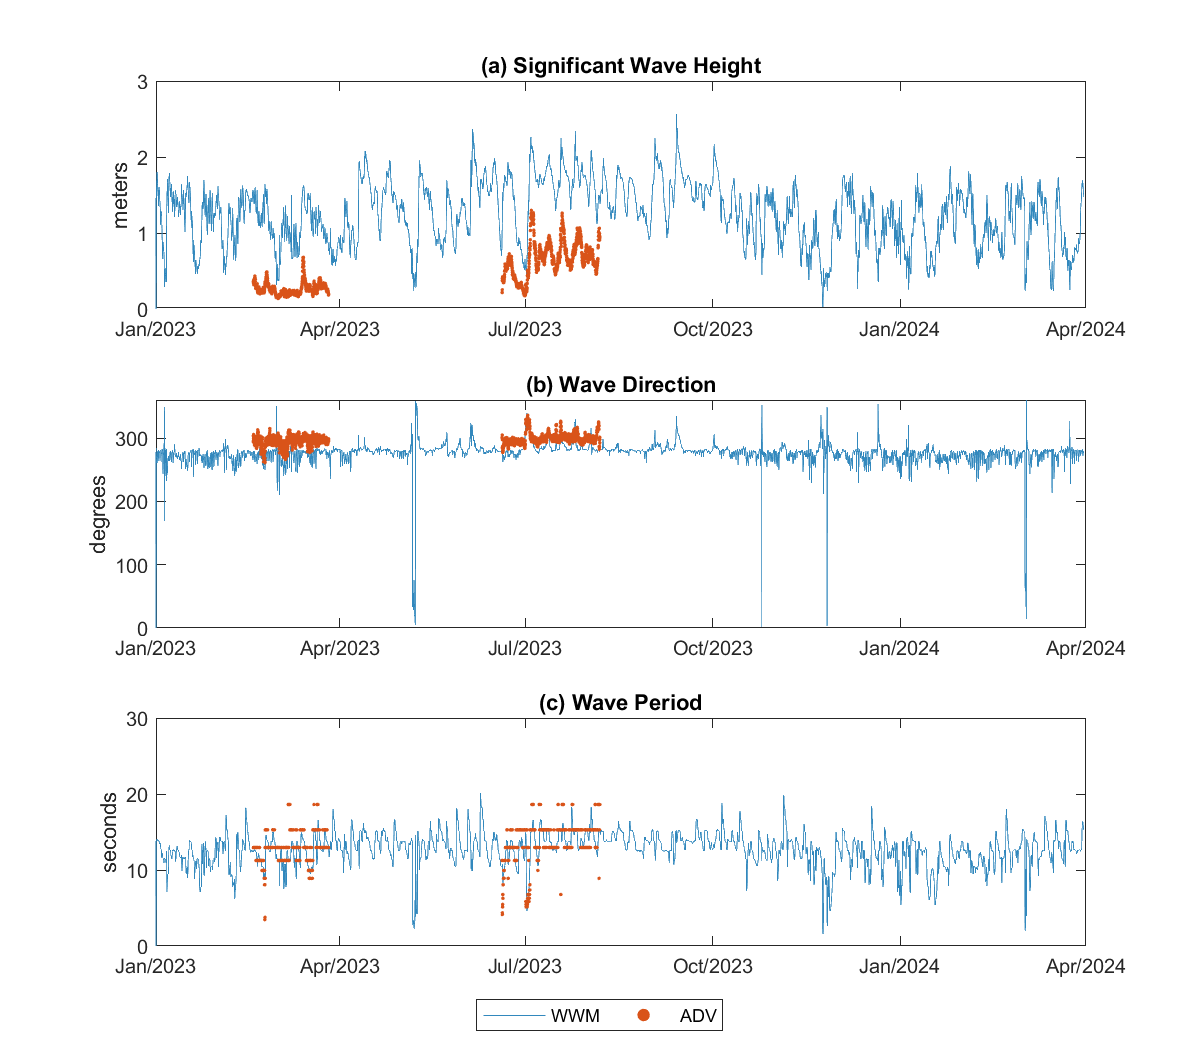 (a) Significant Wave Height
meters
3
2
1
0
Jan/2023 Apr/2023 Jul/2023 Oct/2023 Jan/2024 Apr/2024
(b) Wave Direction
degrees
300
200
100
0
Jan/2023 Apr/2023 Jul/2023 Oct/2023 Jan/2024 Apr/2024
(c) Wave Period
seconds
30
20
10
0
Jan/2023 Apr/2023 Jul/2023 Oct/2023 Jan/2024 Apr/2024
WWM ADV